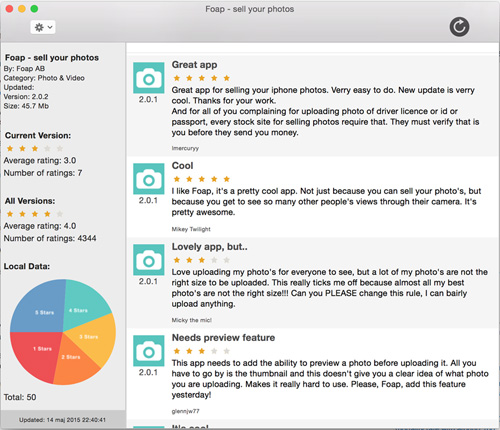 Foap - sell your photos
Foap - sell your photos
By: Foap AB
Category: Photo & Video
Updated:
Version: 2.0.2
Size: 45.7 Mb
Current Version:
Average rating: 3.0
Number of ratings: 7
All Versions:
Average rating: 4.0
Number of ratings: 4344
Local Data:
5 Stars
4 Stars
3 Stars
2 Stars
1 Stars
Total: 50
Updated: 14 maj 2015 22:40:41
Great app
2.0.1
Great app for selling your iphone photos. Verry easy to do. New update is verry
cool. Thanks for your work.
And for all of you complaining for uploading photo of driver licence or id or
passport, every stock site for selling photos require that. They must verify that is
you before they send you money.
Imercuryy
Cool
2.0.1
I like Foap, it's a pretty cool app. Not just because you can sell your photo's, but
because you get to see so many other people's views through their camera. It's
pretty awesome.
Mikey Twilight
Lovely app, but..
2.0.1
Love uploading my photo's for everyone to see, but a lot of my photo's are not the
right size to be uploaded. This really ticks me off because almost all my best
photo's are not the right size!!! Can you PLEASE change this rule, I can bairly
upload anything.
Micky the mic!
Needs preview feature
2.0.1
This app needs to add the ability to preview a photo before uploading it. All you
have to go by is the thumbnail and this doesn't give you a clear idea of what photo
you are uploading. Makes it really hard to use. Please, Foap, add this feature
yesterday!
glennjw77
It's cool